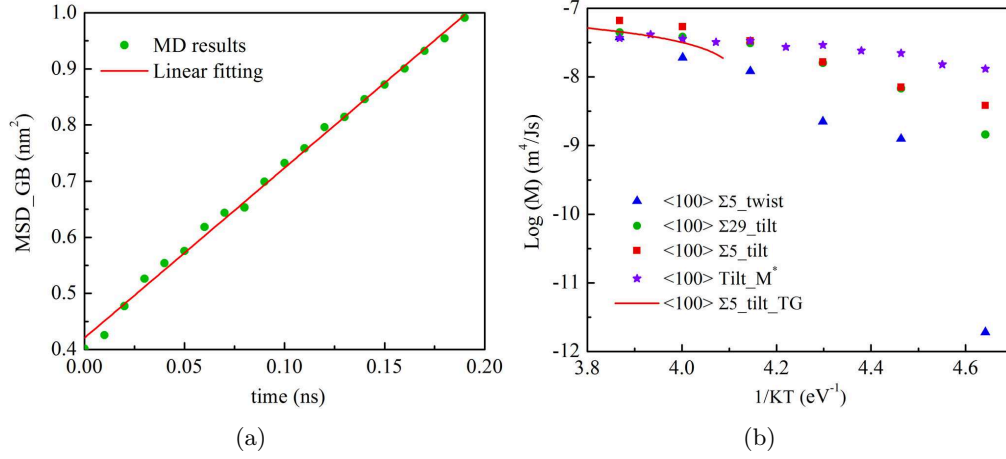 1.0
0.9
0.8
0.7
0.6
0.5
0.4
MSD_GB (nm²)
MD results
Linear fitting
0.00 0.05 0.10 0.15 0.20
time (ns)
(a)
-7
-8
-9
-10
-11
-12
Log (M) (m⁴/Js)
<100> Σ5_twist
<100> Σ29_tilt
<100> Σ5_tilt
<100> Tilt_M*
<100> Σ5_tilt_TG
3.8 4.0 4.2 4.4 4.6
1/KT (eV⁻¹)
(b)